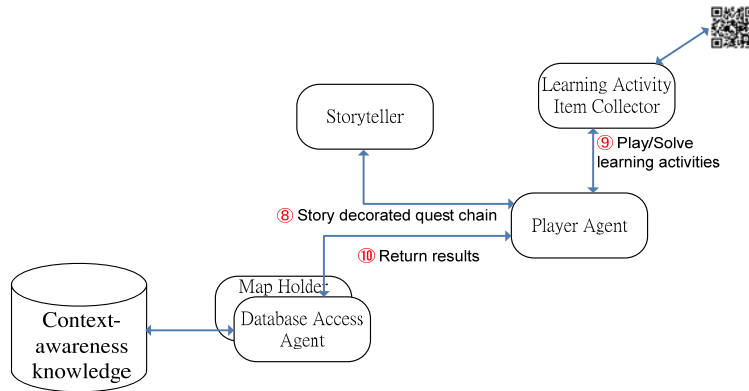 Learning Activity
Item Collector
Storyteller
⑨ Play/Solve
learning activities
⑧ Story decorated quest chain
Player Agent
⑩ Return results
Map Holder
Database Access
Agent
Context-
awareness
knowledge